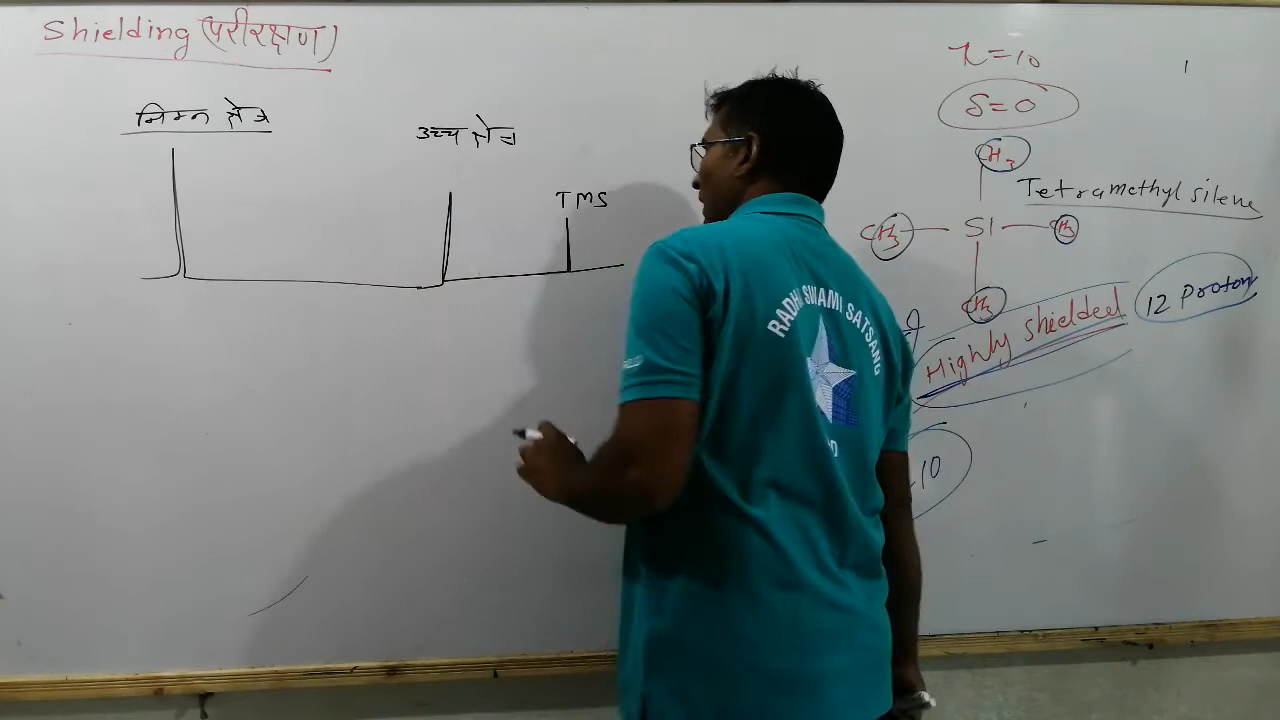 Shielding (परीरक्षण)
निम्न क्षेत्र
उच्च क्षेत्र
TMS
τ=10
δ=0
CH3
Tetramethyl silene
CH3 SI CH3
CH3
Highly shielded
12 Proton
10
RADHA SWAMI SATSANG